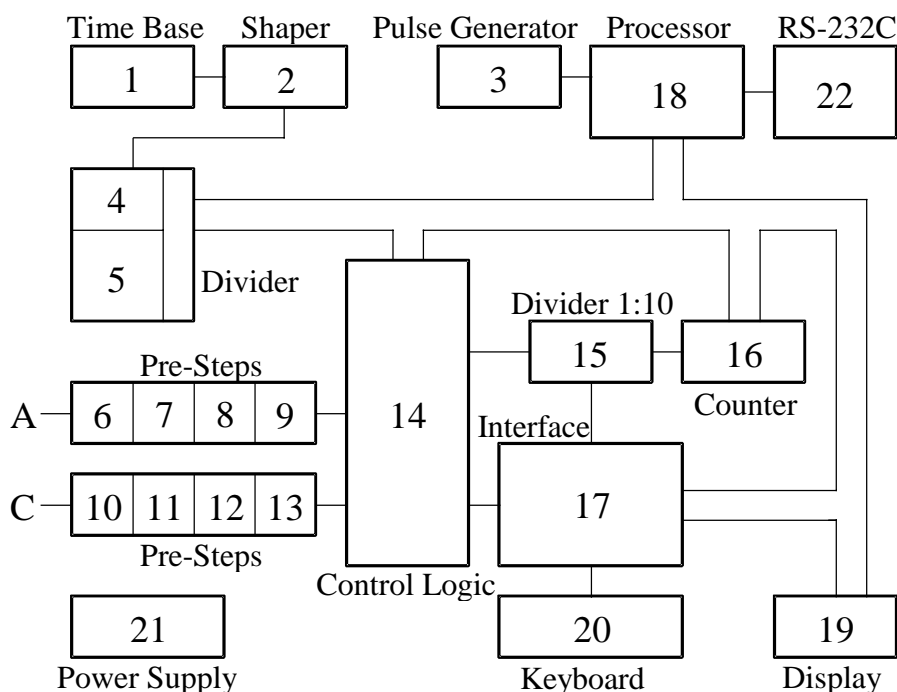 Time Base
Shaper
Pulse Generator
Processor
RS-232C
1
2
3
18
22
4
5
Divider
Divider 1:10
15
16
Counter
Pre-Steps
A
6 7 8 9
14
Interface
17
C
10 11 12 13
Pre-Steps
Control Logic
21
Power Supply
20
Keyboard
19
Display